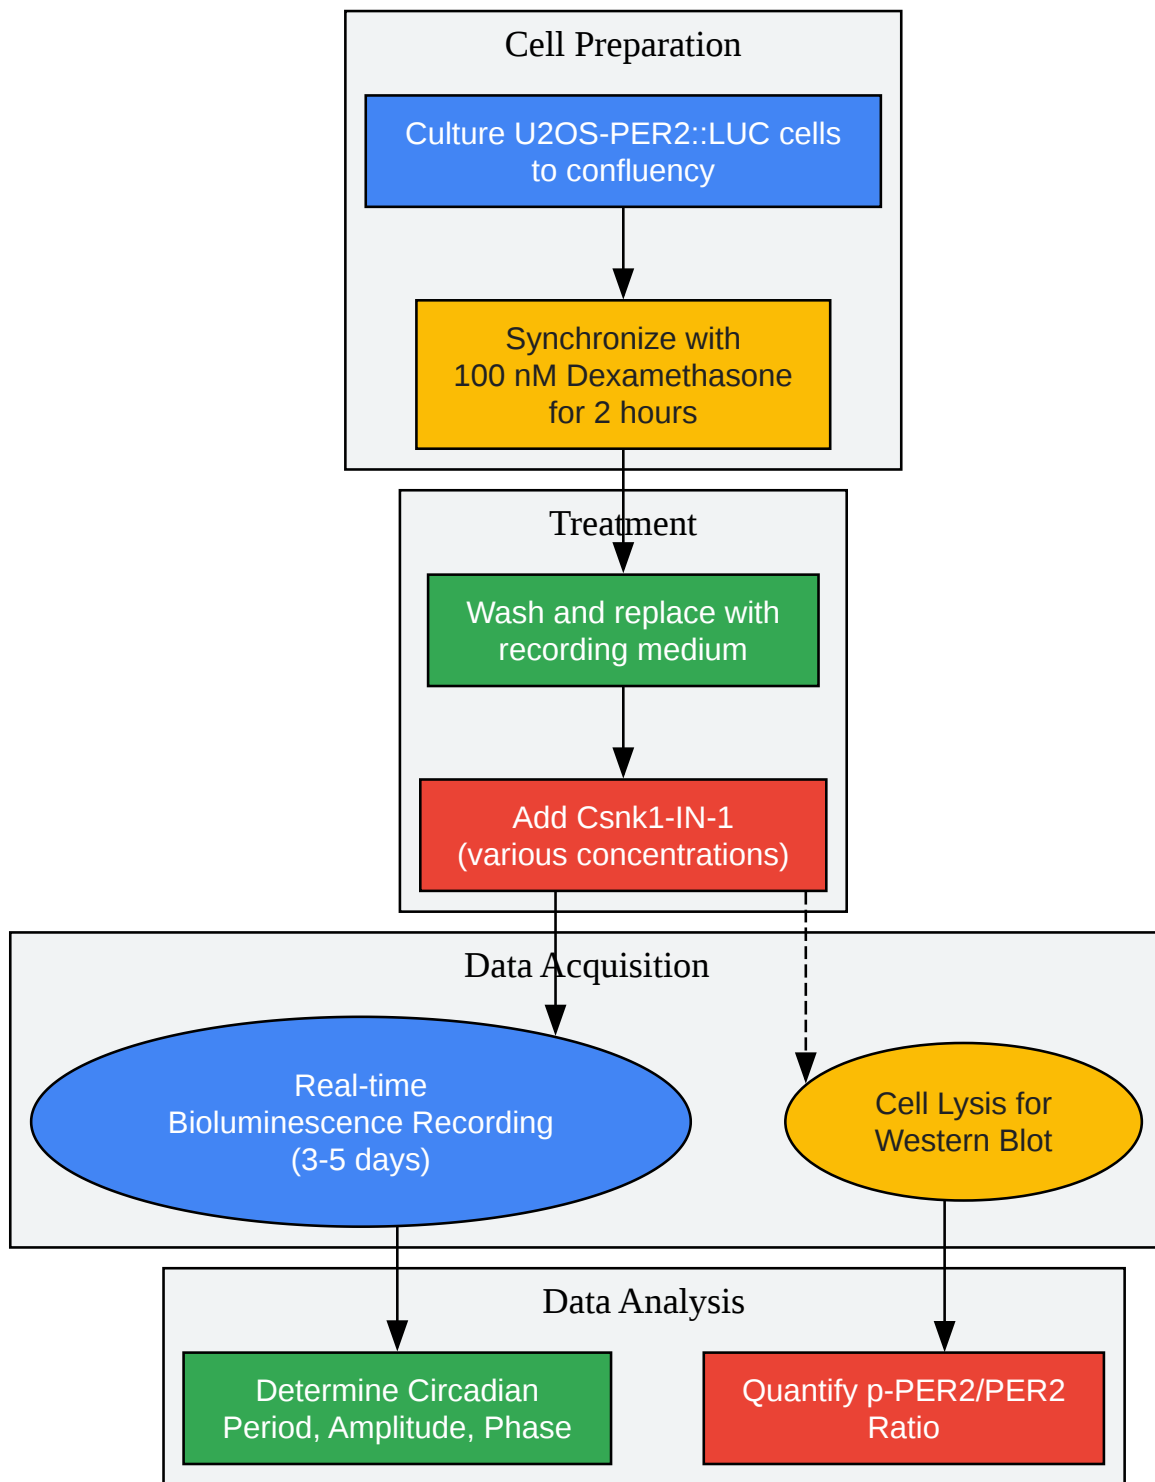 Cell Preparation
Culture U2OS-PER2::LUC cells
to confluency
Synchronize with
100 nM Dexamethasone
for 2 hours
Treatment
Wash and replace with
recording medium
Add Csnk1-IN-1
(various concentrations)
Data Acquisition
Real-time
Bioluminescence Recording
(3-5 days)
Cell Lysis for
Western Blot
Data Analysis
Determine Circadian
Period, Amplitude, Phase
Quantify p-PER2/PER2
Ratio